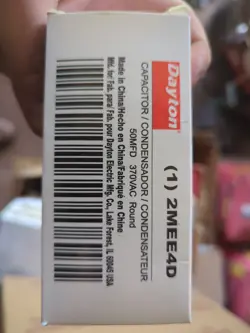 Dayton
(1) 2MEE4D
CAPACITOR / CONDENSADOR / CONDENSATEUR
50MFD 370VAC Round
Made in China/Hecho en China/Fabriqué en Chine
Mfd. for/Fab. para/Fab. pour Dayton Electric Mfg. Co., Lake Forest, IL 60045 USA